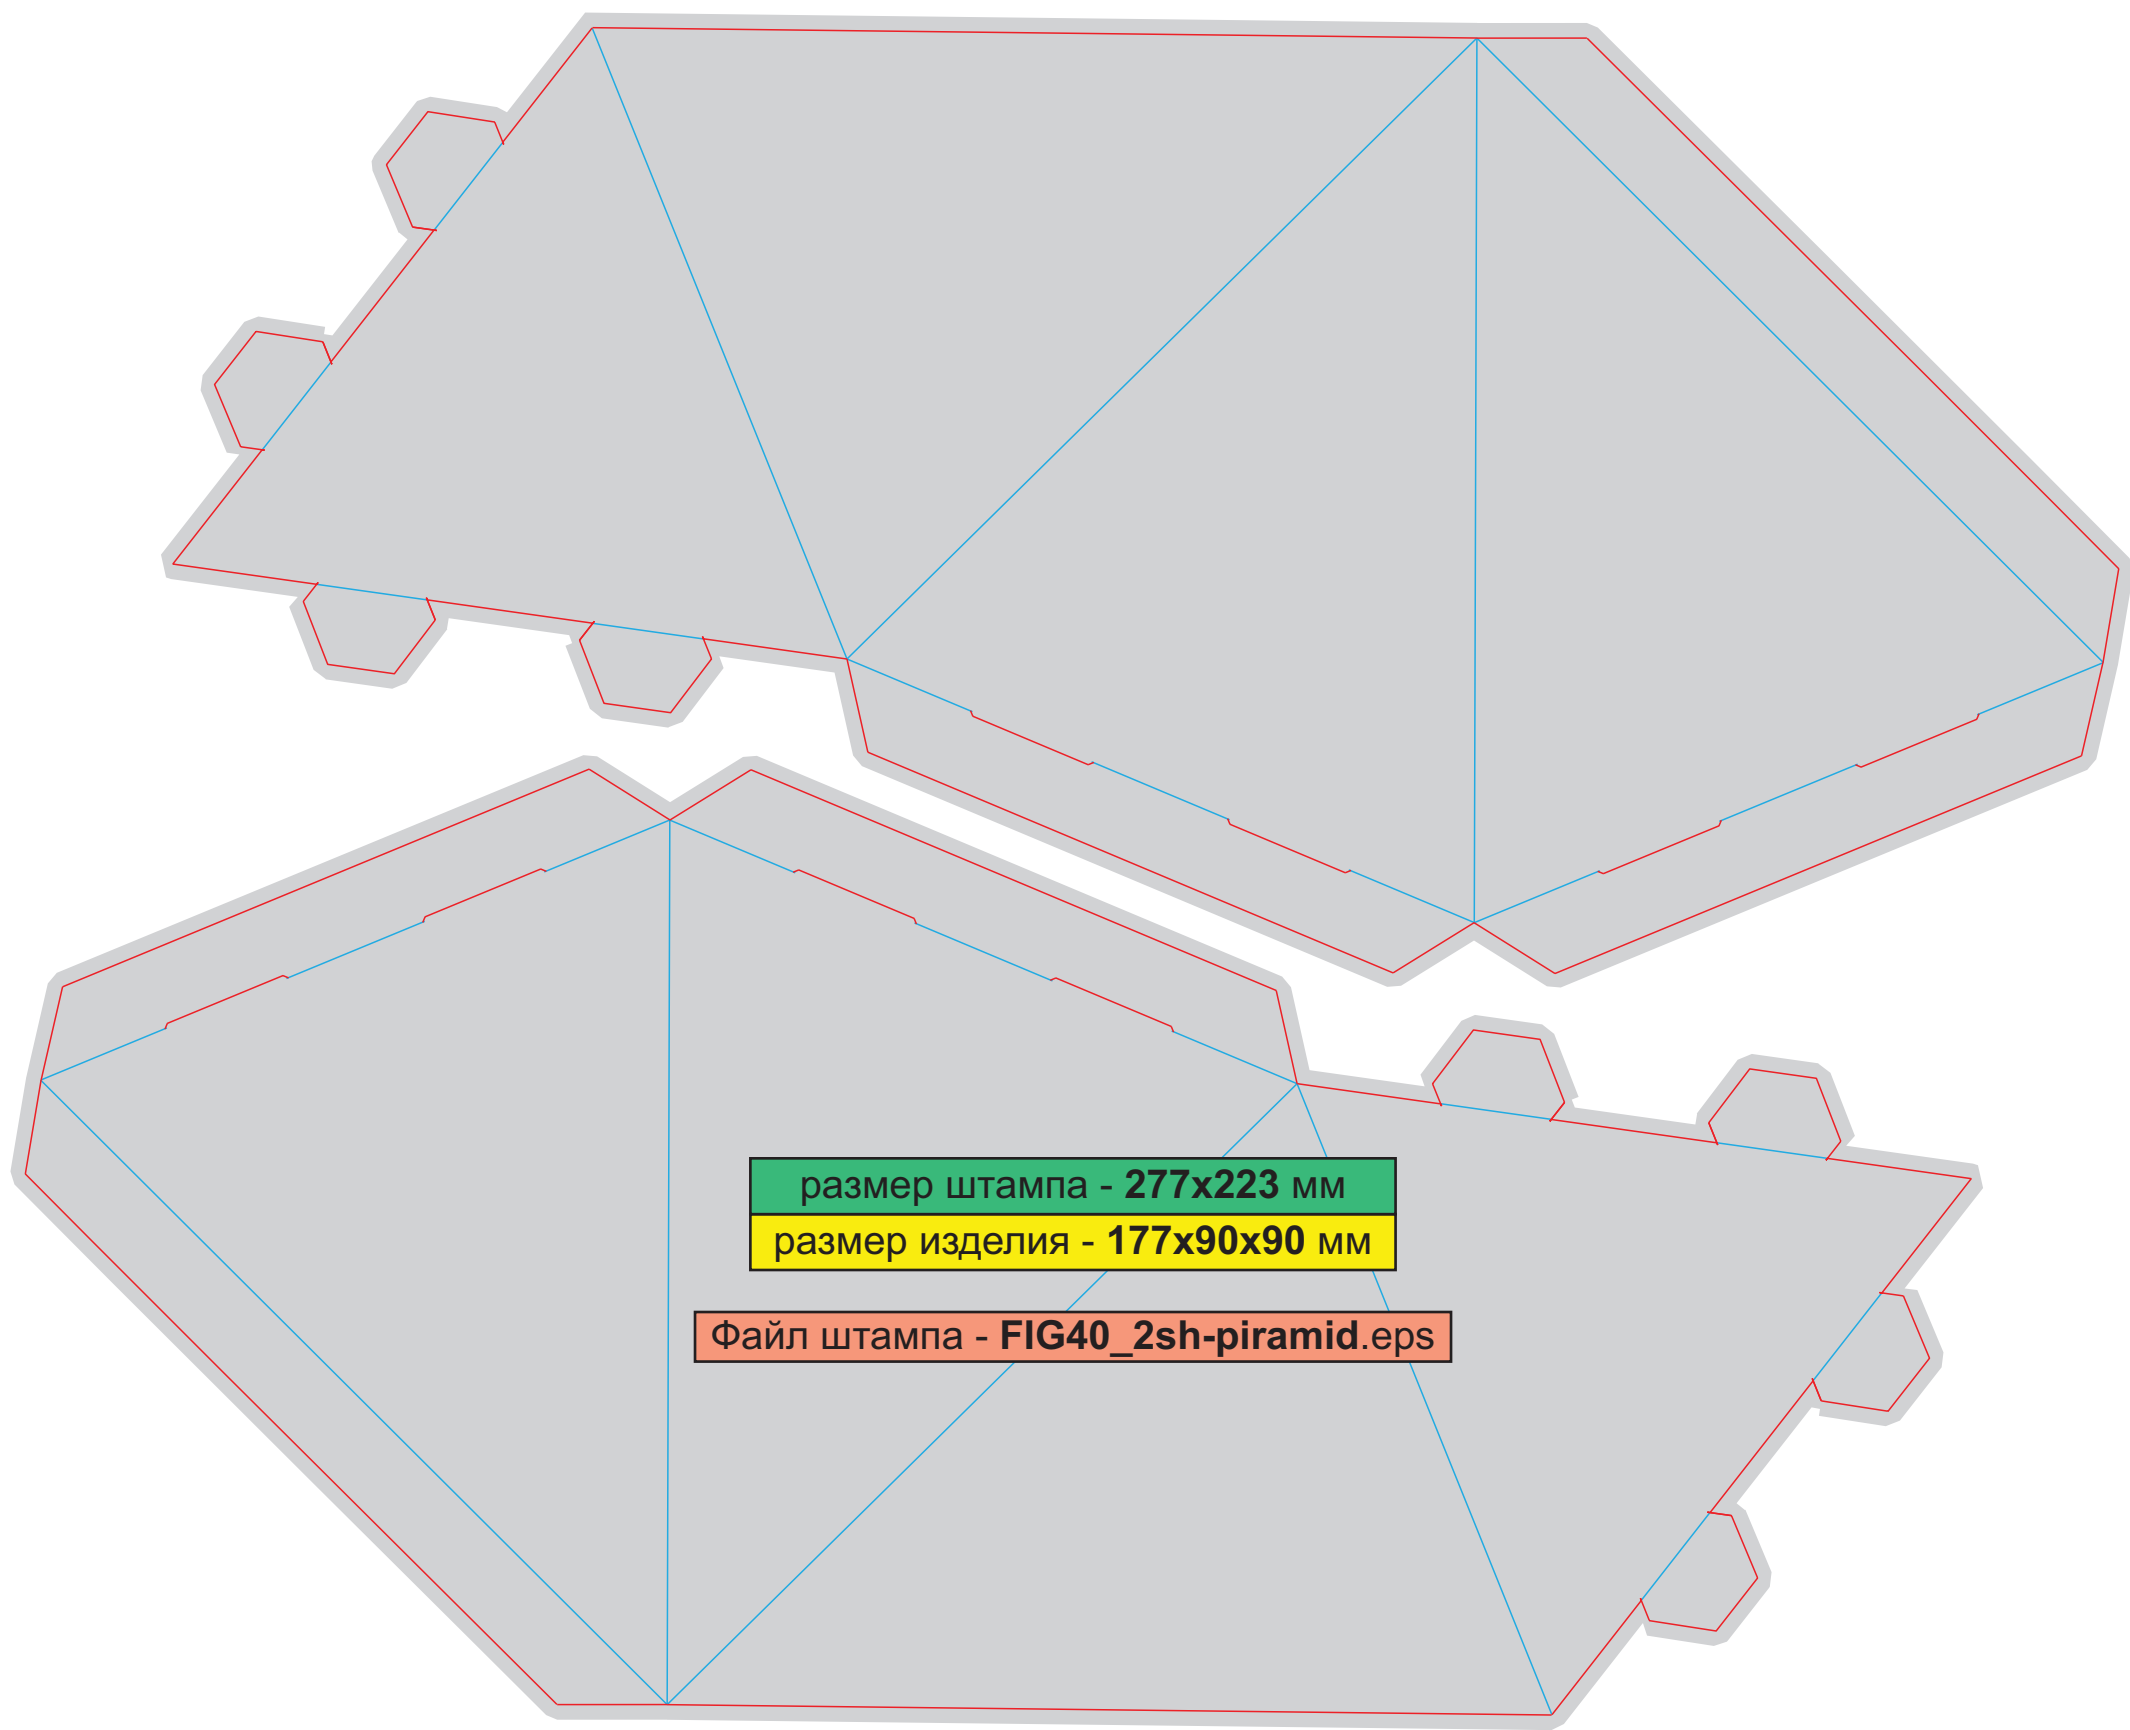 размер штампа - 277x223 мм
размер изделия - 177x90x90 мм
Файл штампа - FIG40_2sh-piramid.eps